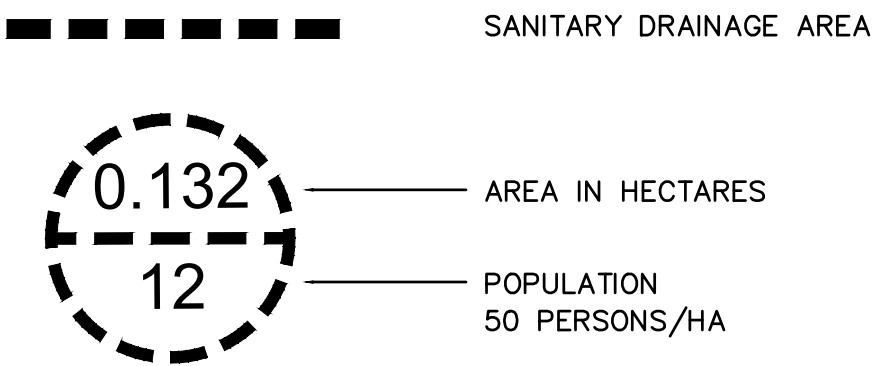 SANITARY DRAINAGE AREA
0.132
AREA IN HECTARES
12
POPULATION
50 PERSONS/HA